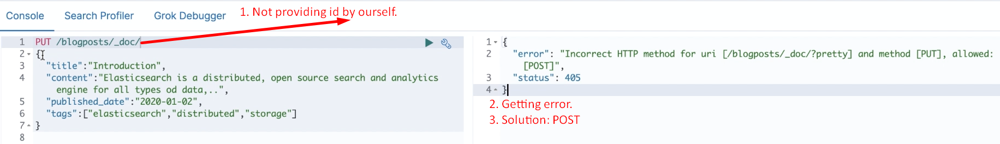 Console Search Profiler Grok Debugger 1. Not providing id by ourself.
1 PUT /blogposts/_doc/
2 {
3 "title":"Introduction",
4 "content":"Elasticsearch is a distributed, open source search and analytics
engine for all types od data,..",
5 "published_date":"2020-01-02",
6 "tags":["elasticsearch","distributed","storage"]
7 }
8
1 {
2 "error": "Incorrect HTTP method for uri [/blogposts/_doc/?pretty] and method [PUT], allowed:
[POST]",
3 "status": 405
4 }
2. Getting error.
3. Solution: POST